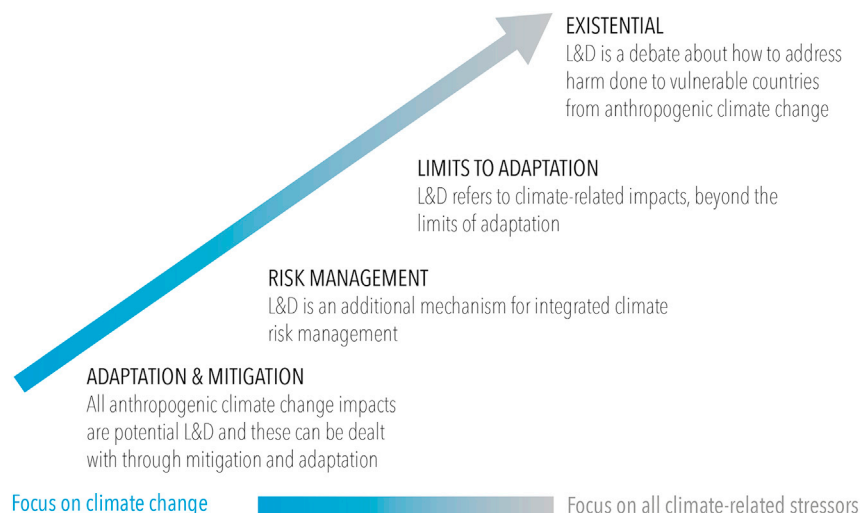 EXISTENTIAL
L&D is a debate about how to address
harm done to vulnerable countries
from anthropogenic climate change
LIMITS TO ADAPTATION
L&D refers to climate-related impacts, beyond the
limits of adaptation
RISK MANAGEMENT
L&D is an additional mechanism for integrated climate
risk management
ADAPTATION & MITIGATION
All anthropogenic climate change impacts
are potential L&D and these can be dealt
with through mitigation and adaptation
Focus on climate change
Focus on all climate-related stressors